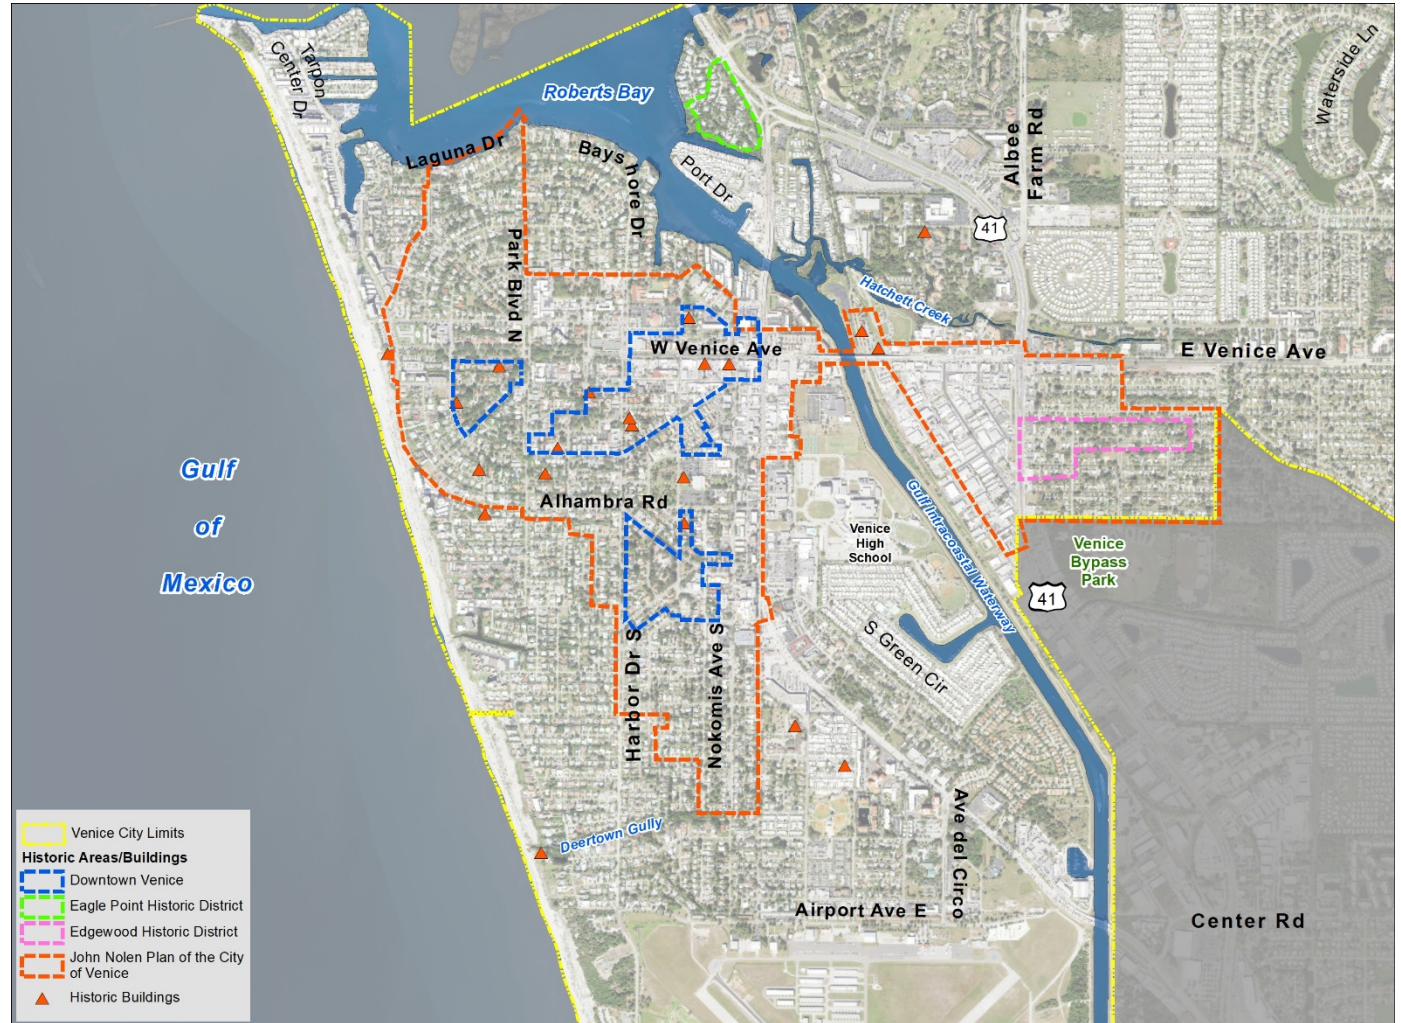 Tarpon
Center Dr
Roberts Bay
Waterside Ln
Albee
Farm Rd
Laguna Dr
Bayshore Dr
Port Dr
41
Park Blvd N
Hatchett Creek
W Venice Ave
E Venice Ave
Gulf
of
Mexico
Alhambra Rd
Gulf Intracoastal Waterway
Venice
High
School
Venice
Bypass
Park
41
S Green Cir
Harbor Dr S
Nokomis Ave S
Deertown Gully
Ave del Circo
Airport Ave E
Center Rd
Venice City Limits
Historic Areas/Buildings
Downtown Venice
Eagle Point Historic District
Edgewood Historic District
John Nolen Plan of the City
of Venice
Historic Buildings